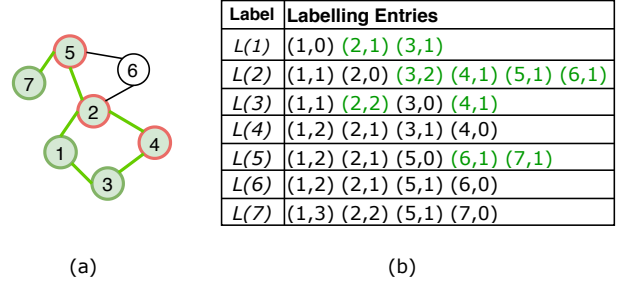 5
6
7
2
1
4
3
(a)
Label Labelling Entries
L(1) (1,0) (2,1) (3,1)
L(2) (1,1) (2,0) (3,2) (4,1) (5,1) (6,1)
L(3) (1,1) (2,2) (3,0) (4,1)
L(4) (1,2) (2,1) (3,1) (4,0)
L(5) (1,2) (2,1) (5,0) (6,1) (7,1)
L(6) (1,2) (2,1) (5,1) (6,0)
L(7) (1,3) (2,2) (5,1) (7,0)
(b)